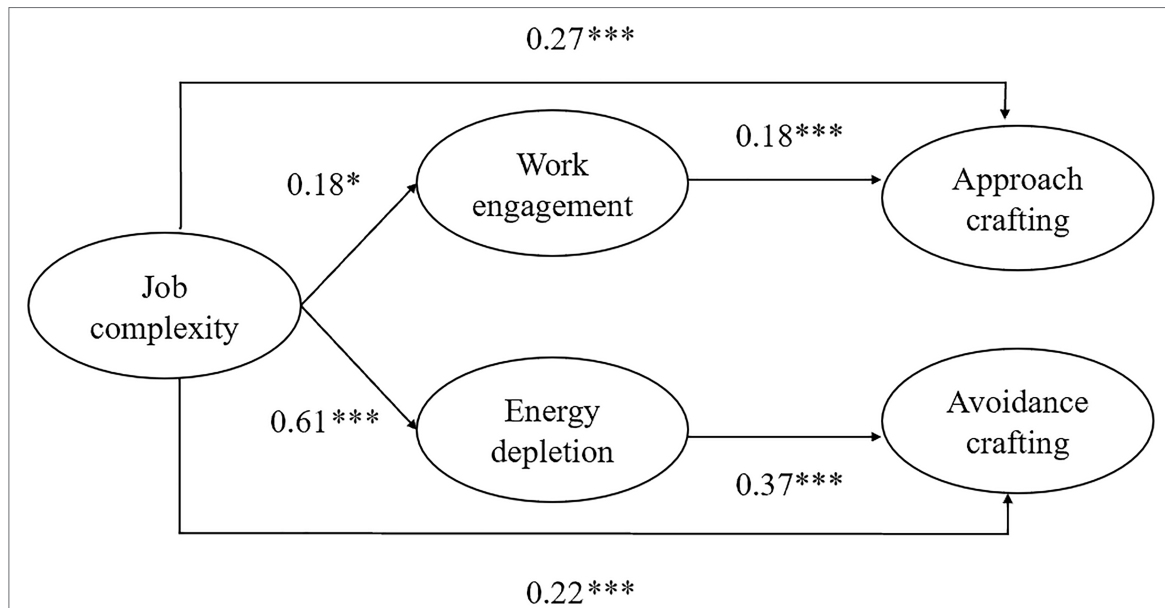 0.27***
0.18***
Work
engagement
0.18*
Approach
crafting
Job
complexity
Energy
depletion
0.61***
Avoidance
crafting
0.37***
0.22***